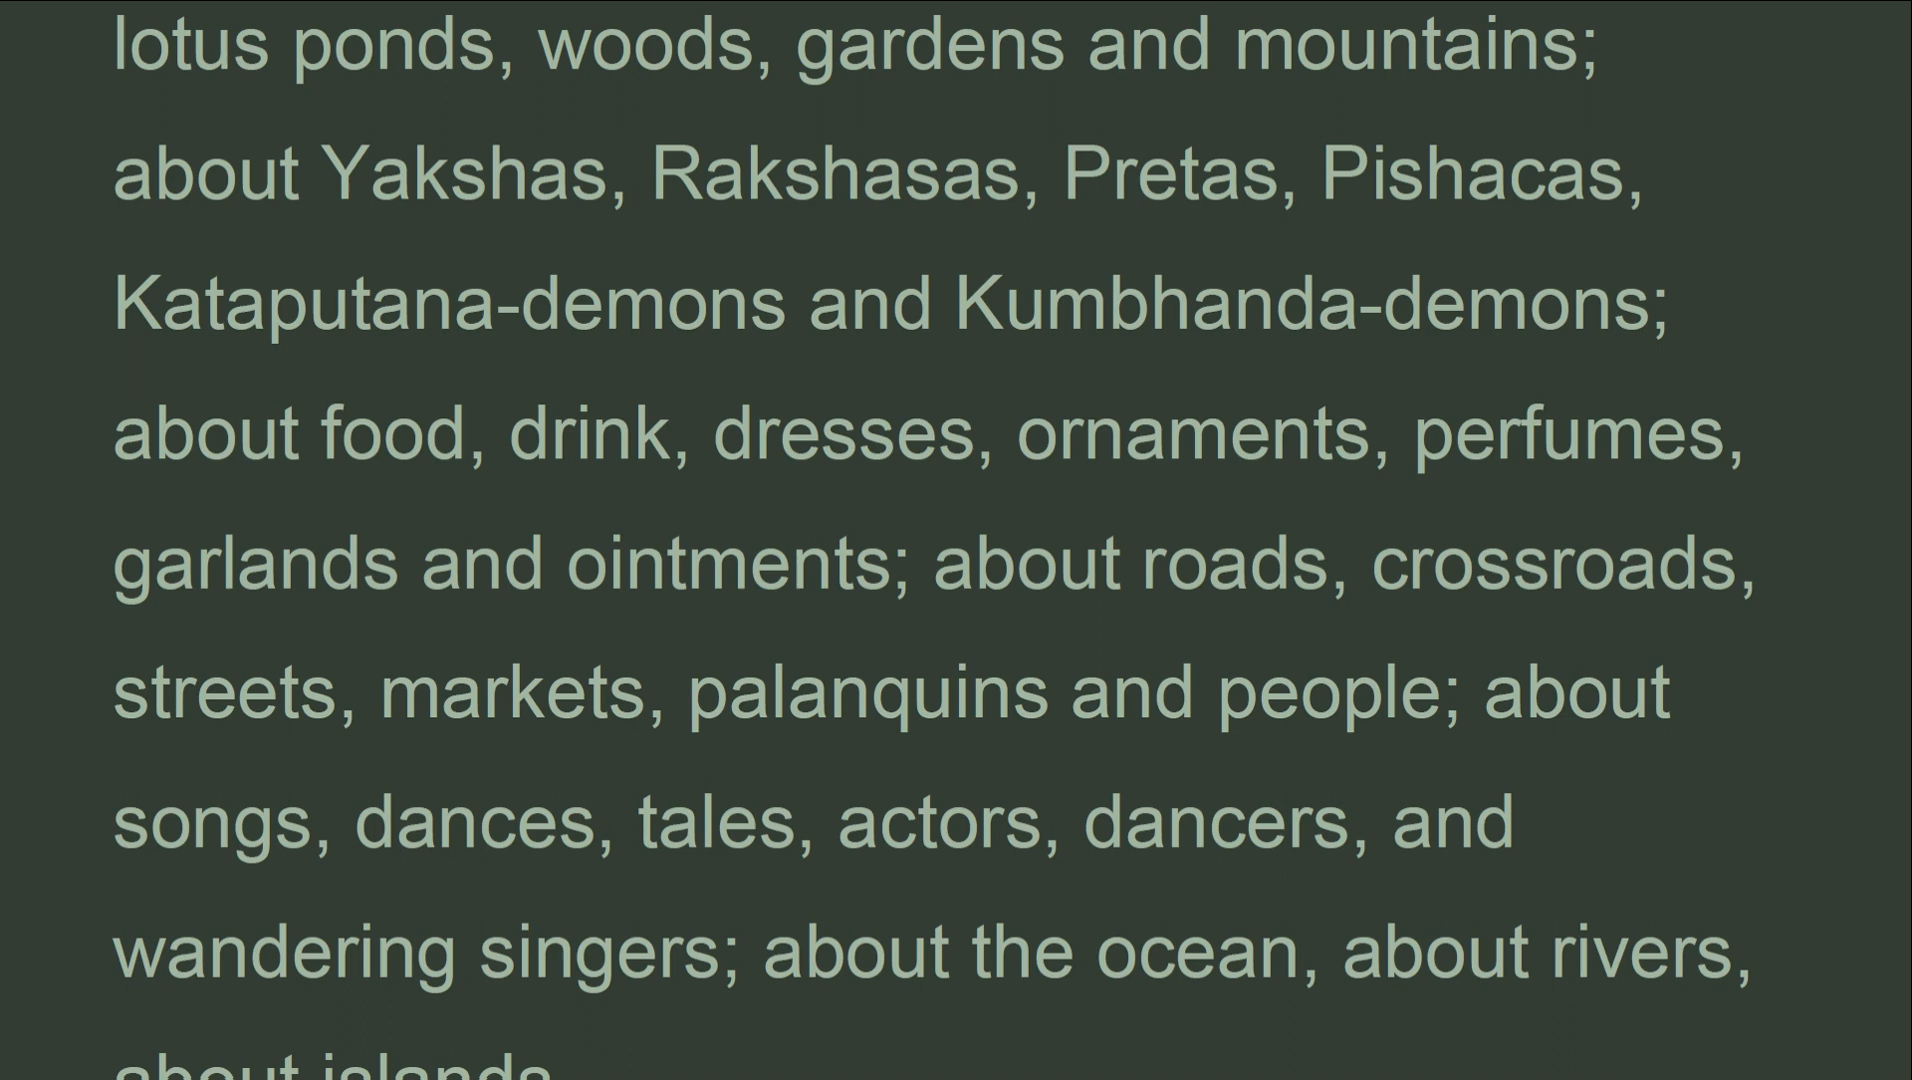 lotus ponds, woods, gardens and mountains;
about Yakshas, Rakshasas, Pretas, Pishacas,
Kataputana-demons and Kumbhanda-demons;
about food, drink, dresses, ornaments, perfumes,
garlands and ointments; about roads, crossroads,
streets, markets, palanquins and people; about
songs, dances, tales, actors, dancers, and
wandering singers; about the ocean, about rivers,
about islands